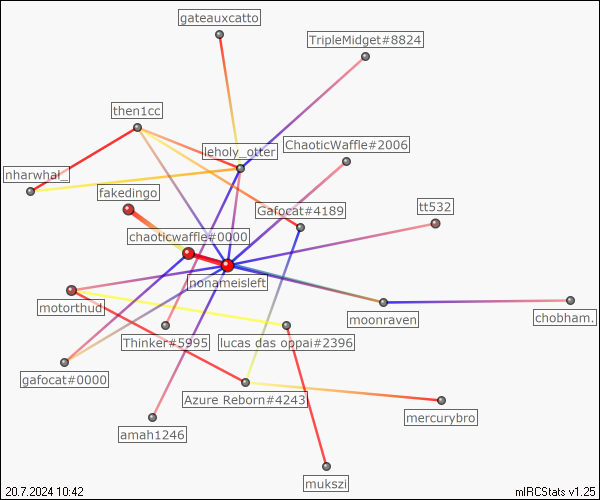 gateauxcatto
TripleMidget#8824
then1cc
ChaoticWaffle#2006
leholy_otter
nharwhal_
fakedingo
Gafocat#4189
tt532
chaoticwaffle#0000
nonameisleft
motorthud
moonraven
chobham.
Thinker#5995
lucas das oppai#2396
gafocat#0000
Azure Reborn#4243
mercurybro
amah1246
mukszi
20.7.2024 10:42
mIRCStats v1.25